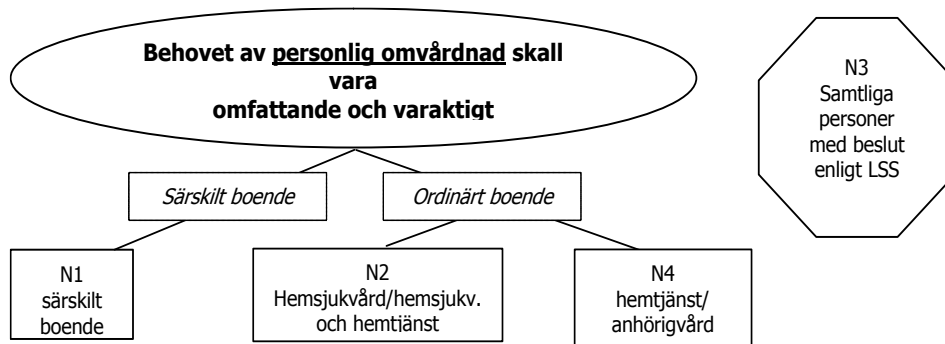 Behovet av personlig omvårdnad skall
vara
omfattande och varaktigt
N3
Samtliga
personer
med beslut
enligt LSS
Särskilt boende
Ordinärt boende
N1
särskilt
boende
N2
Hemsjukvård/hemsjukv.
och hemtjänst
N4
hemtjänst/
anhörigvård